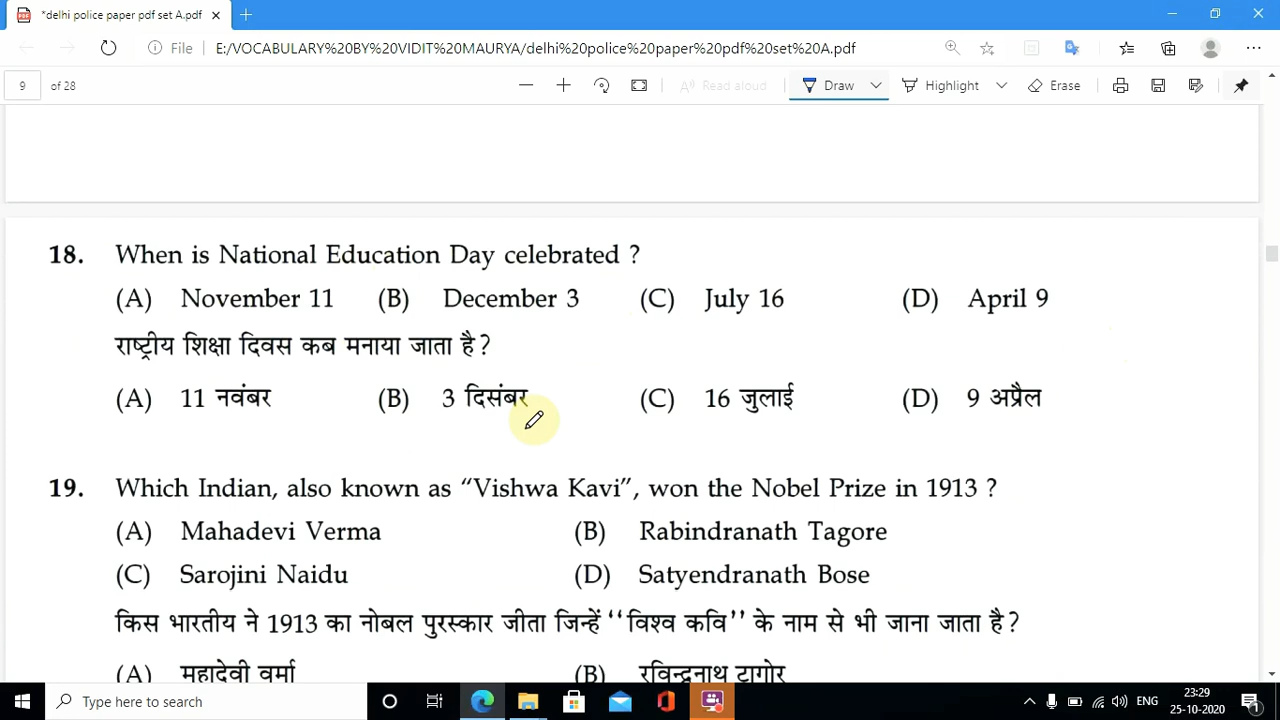 *delhi police paper pdf set A.pdf
File E:/VOCABULARY%20BY%20VIDIT%20MAURYA/delhi%20police%20paper%20pdf%20set%20A.pdf
9 of 28 Read aloud Draw Highlight Erase
18. When is National Education Day celebrated ?
(A) November 11 (B) December 3 (C) July 16 (D) April 9
राष्ट्रीय शिक्षा दिवस कब मनाया जाता है?
(A) 11 नवंबर (B) 3 दिसंबर (C) 16 जुलाई (D) 9 अप्रैल
19. Which Indian, also known as “Vishwa Kavi”, won the Nobel Prize in 1913 ?
(A) Mahadevi Verma (B) Rabindranath Tagore
(C) Sarojini Naidu (D) Satyendranath Bose
किस भारतीय ने 1913 का नोबल पुरस्कार जीता जिन्हें ‘‘विश्व कवि’’ के नाम से भी जाना जाता है?
(A) महादेवी वर्मा (B) रविन्द्रनाथ टागोर
Type here to search ENG 23:29
25-10-2020 1